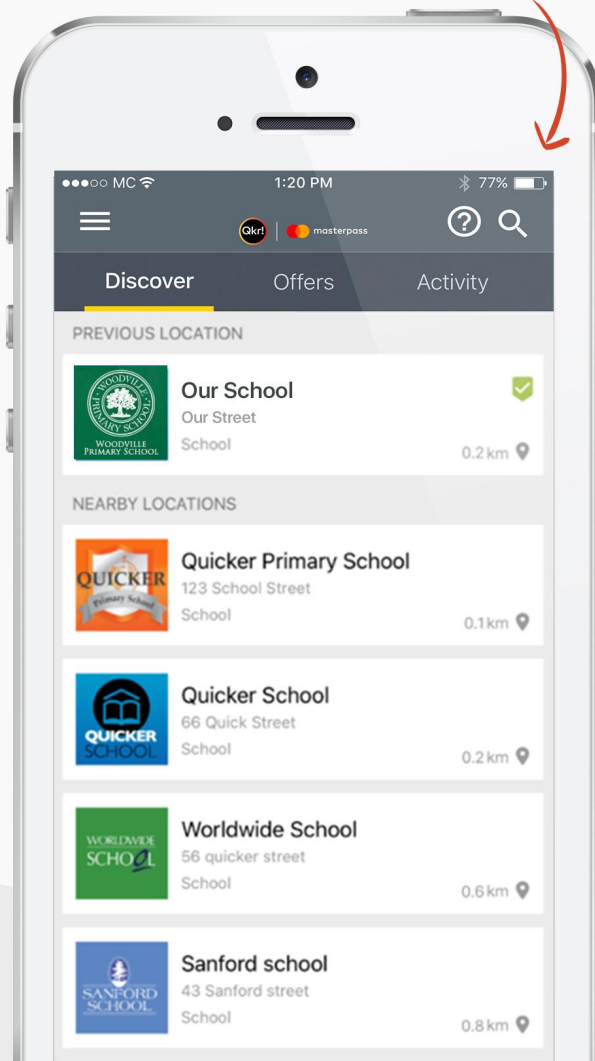 MC 1:20 PM 77%
Qkr! masterpass
Discover Offers Activity
PREVIOUS LOCATION
WOODVILLE
PRIMARY SCHOOL
WOODVILLE
PRIMARY SCHOOL
Our School
Our Street
School
0.2 km
NEARBY LOCATIONS
QUICKER
Primary School
Quicker Primary School
123 School Street
School
0.1 km
QUICKER
SCHOOL
Quicker School
66 Quick Street
School
0.2 km
WORLDWIDE
SCHOOL
Worldwide School
56 quicker street
School
0.6 km
SANFORD
SCHOOL
Sanford school
43 Sanford street
School
0.8 km